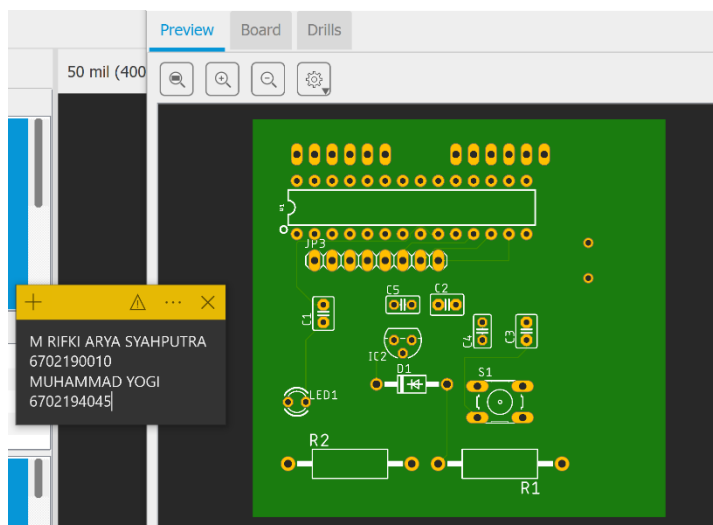 Preview Board Drills
50 mil (400
JP3
C5
C2
C1
C4
C3
IC2
D1
S1
LED1
R2
R1
M RIFKI ARYA SYAHPUTRA
6702190010
MUHAMMAD YOGI
6702194045